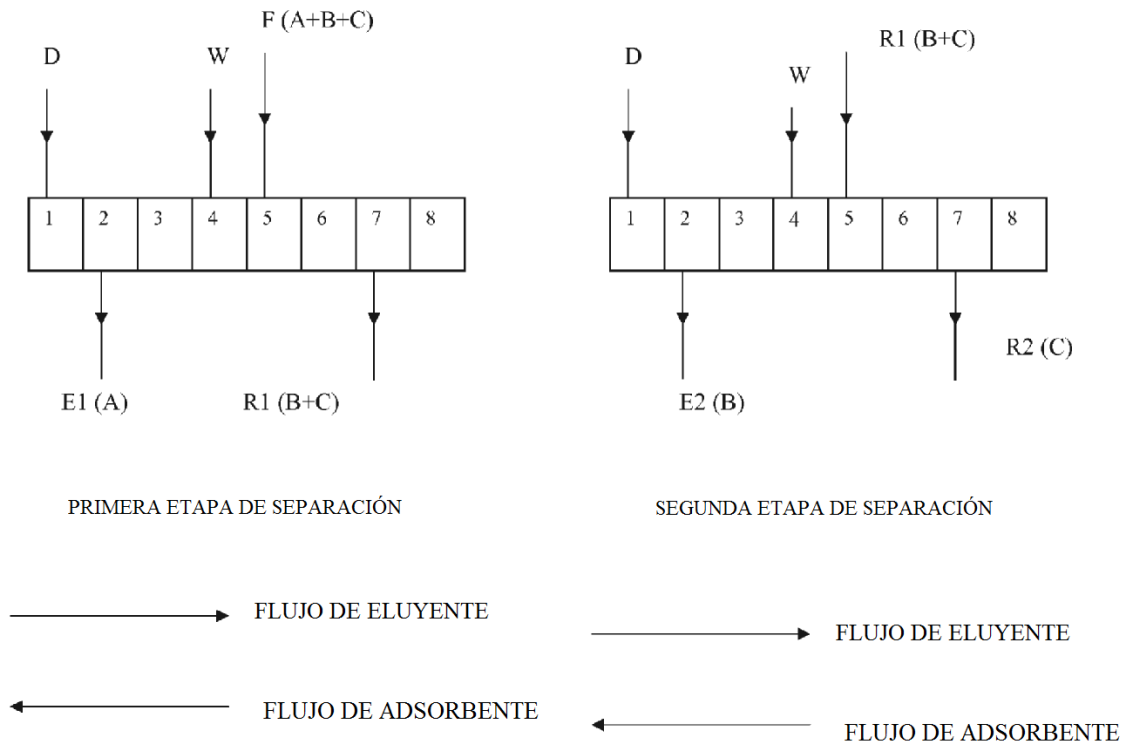 F (A+B+C)
D
W
1 2 3 4 5 6 7 8
E1 (A)
R1 (B+C)
PRIMERA ETAPA DE SEPARACIÓN
FLUJO DE ELUYENTE
FLUJO DE ADSORBENTE
R1 (B+C)
D
W
1 2 3 4 5 6 7 8
R2 (C)
E2 (B)
SEGUNDA ETAPA DE SEPARACIÓN
FLUJO DE ELUYENTE
FLUJO DE ADSORBENTE